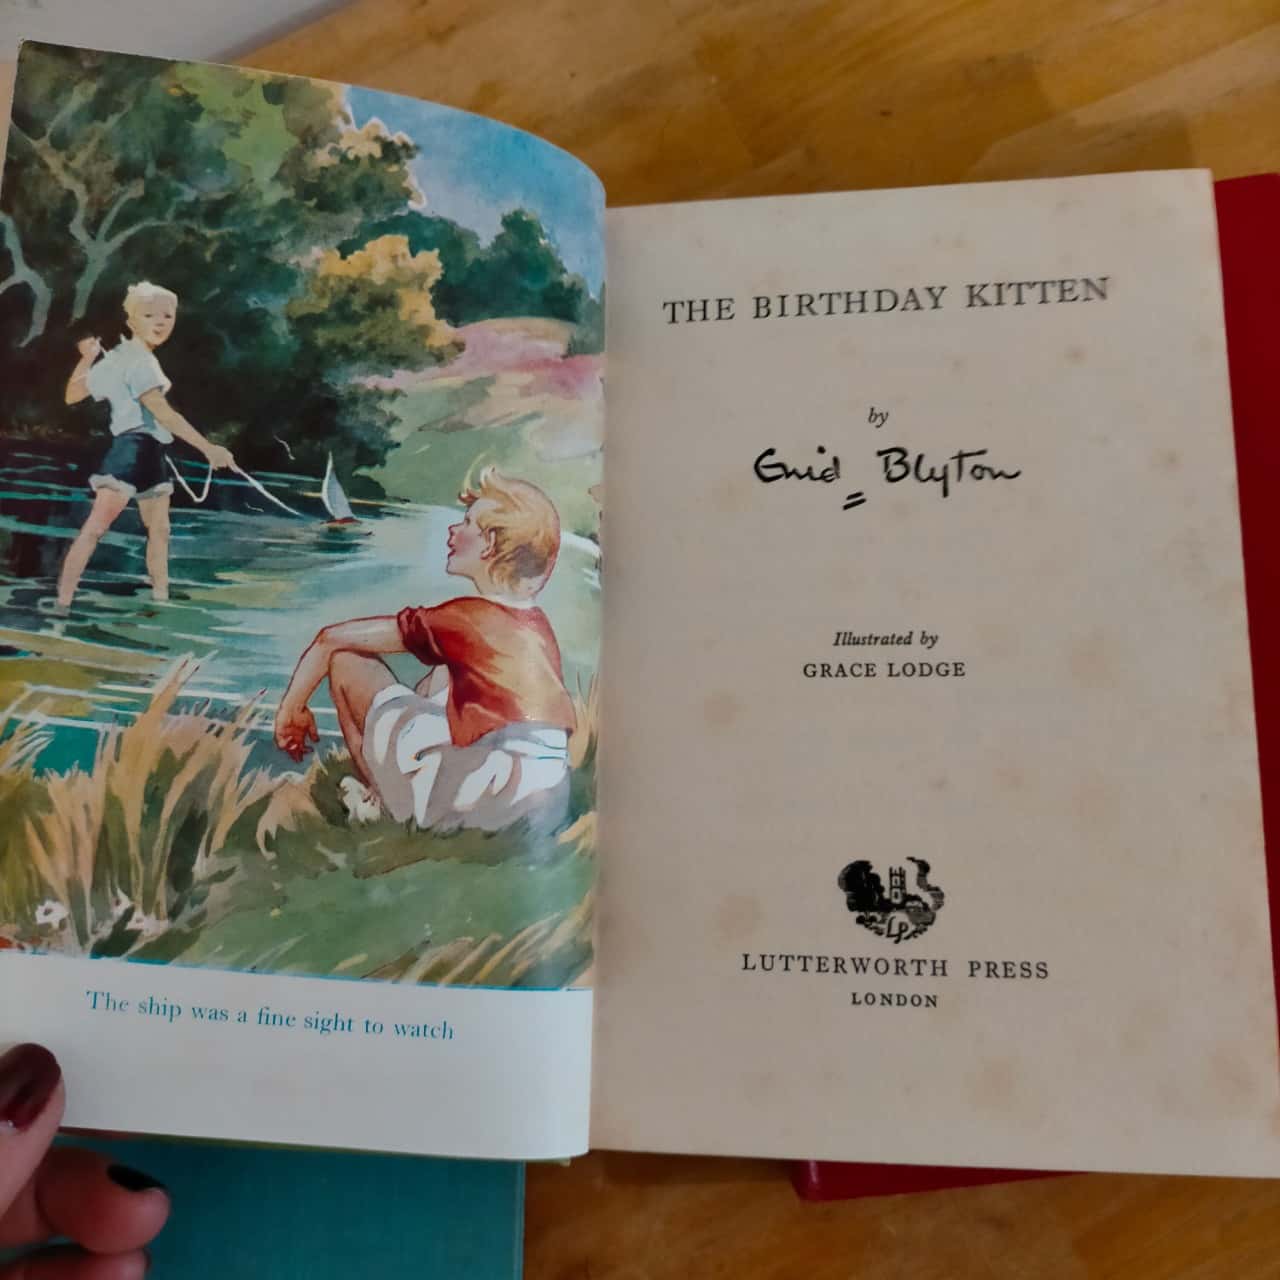 The ship was a fine sight to watch
THE BIRTHDAY KITTEN
by
Enid Blyton
Illustrated by
GRACE LODGE
LP
LUTTERWORTH PRESS
LONDON